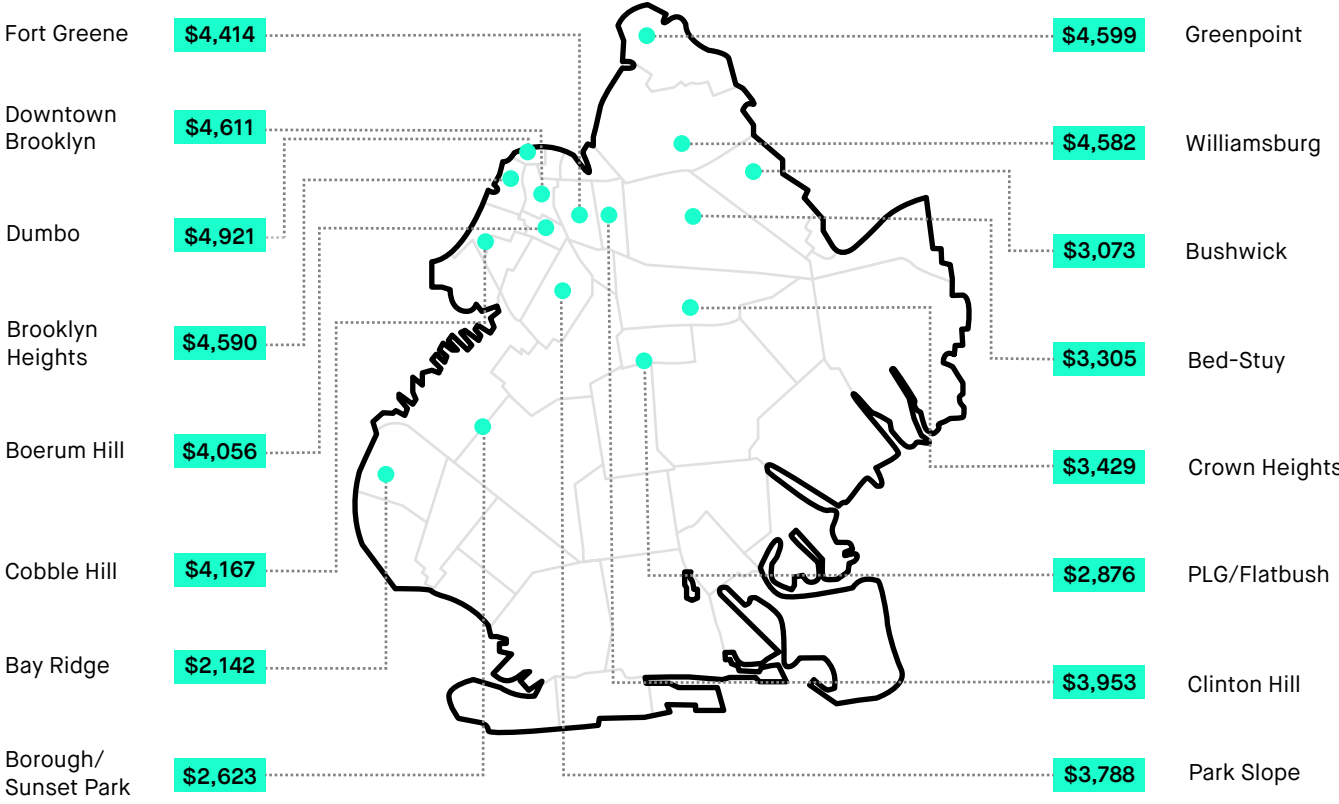 Fort Greene
$4,414
Downtown
Brooklyn
$4,611
Dumbo
$4,921
Brooklyn
Heights
$4,590
Boerum Hill
$4,056
Cobble Hill
$4,167
Bay Ridge
$2,142
Borough/
Sunset Park
$2,623
$4,599
Greenpoint
$4,582
Williamsburg
$3,073
Bushwick
$3,305
Bed-Stuy
$3,429
Crown Heights
$2,876
PLG/Flatbush
$3,953
Clinton Hill
$3,788
Park Slope